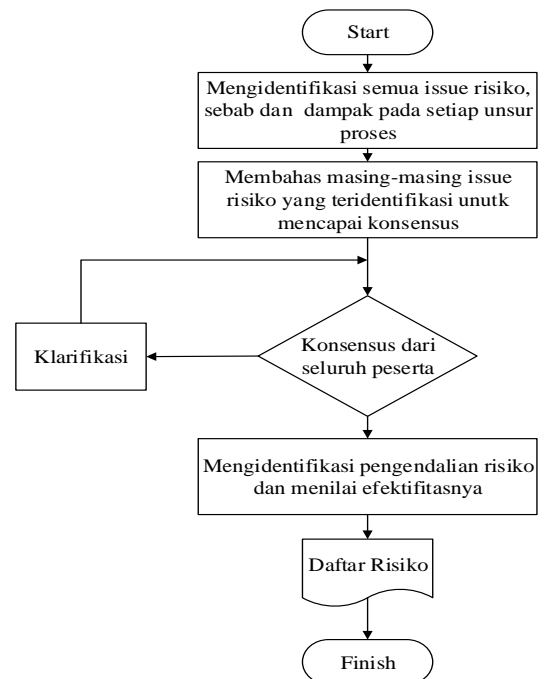 Start
Mengidentifikasi semua issue risiko,
sebab dan dampak pada setiap unsur
proses
Membahas masing-masing issue
risiko yang teridentifikasi unutk
mencapai konsensus
Klarifikasi
Konsensus dari
seluruh peserta
Mengidentifikasi pengendalian risiko
dan menilai efektifitasnya
Daftar Risiko
Finish